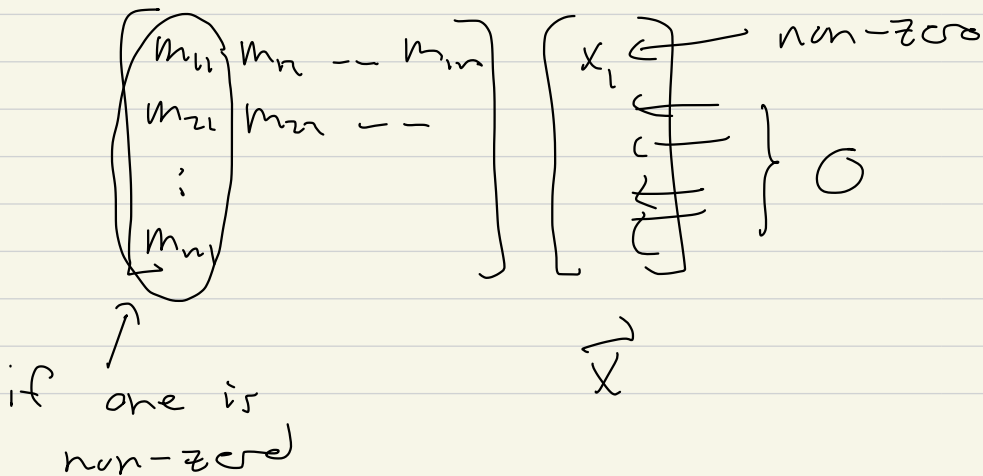 m₁₁ m₁₂ -- m₁ₙ x₁ non-zero
m₂₁ m₂₂ --
⋮ } 0
mₙ₁
x⃗
if one is
non-zero